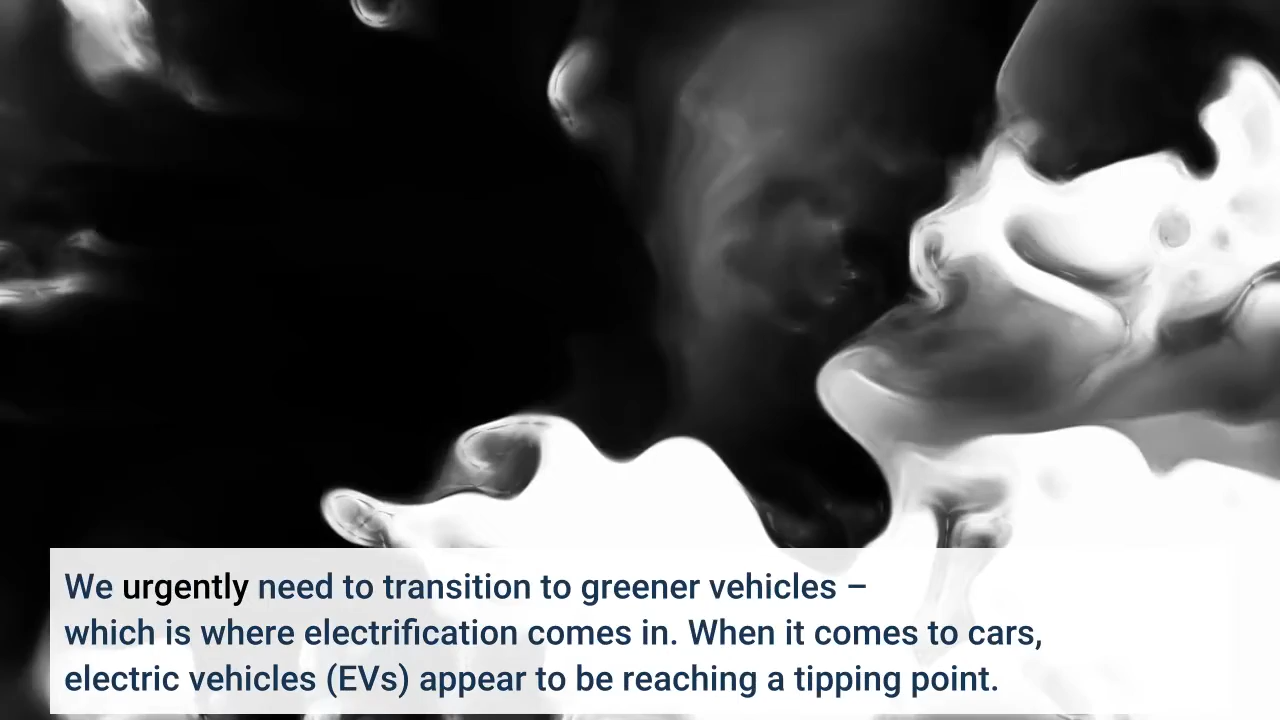 We urgently need to transition to greener vehicles –
which is where electrification comes in. When it comes to cars,
electric vehicles (EVs) appear to be reaching a tipping point.